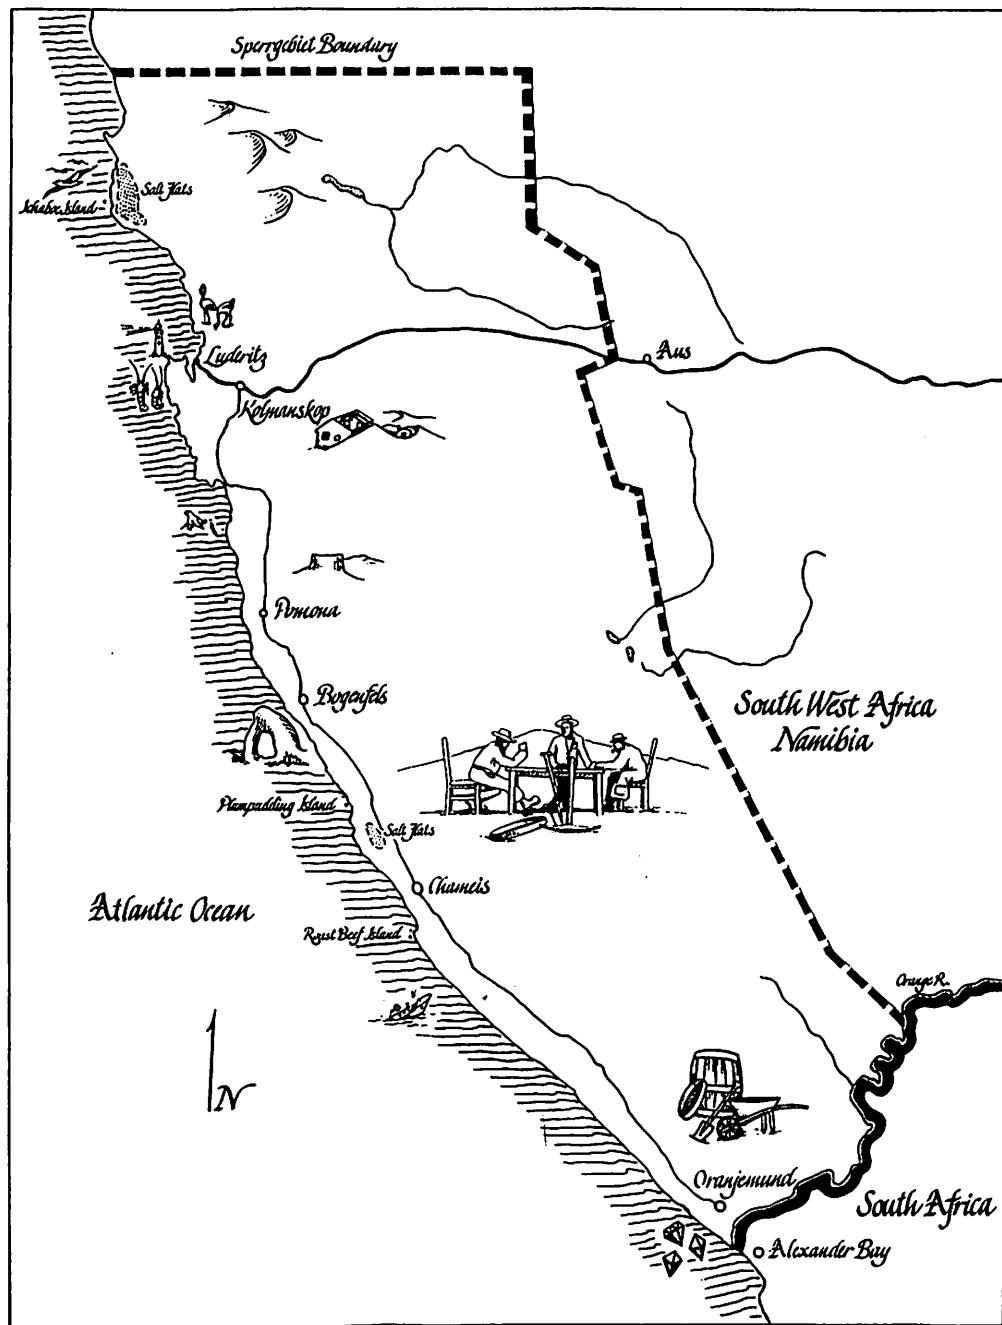 Sperrgebiet Boundary
Salt Flats
Ichaboe Island
Luderitz
Aus
Kolmanskop
Pomona
Bogenfels
South West Africa
Namibia
Plumpudding Island
Salt Flats
Chameis
Atlantic Ocean
Roast Beef Island
Orange R.
N
Oranjemund
South Africa
Alexander Bay